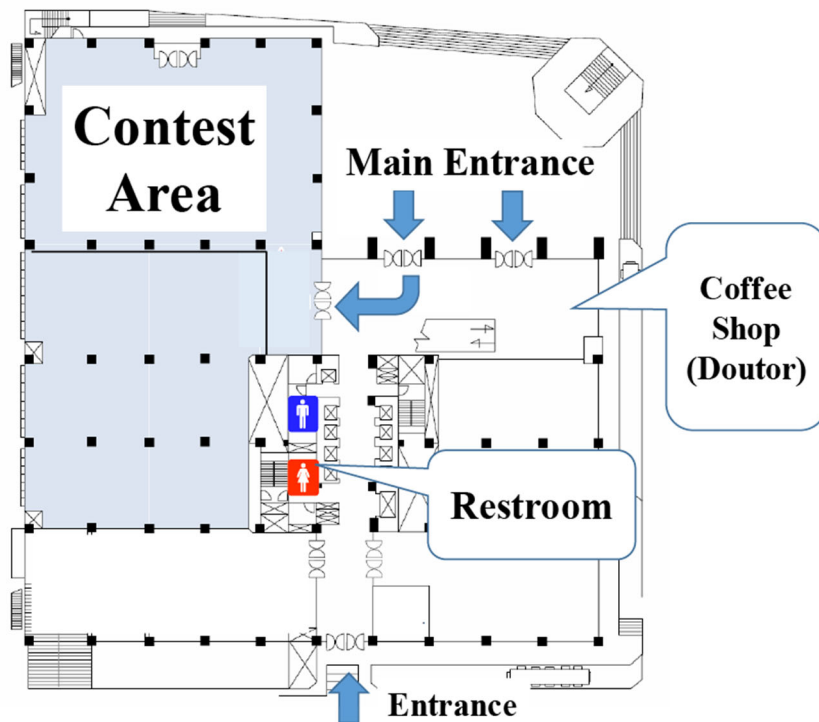 Contest
Area
Main Entrance
Coffee
Shop
(Doutor)
Restroom
Entrance